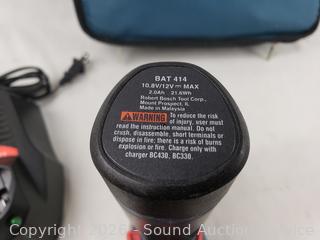 BAT 414
10.8V/12V ⎓ MAX
2.0Ah 21.6Wh
Robert Bosch Tool Corp.,
Mount Prospect, IL
Made in Malaysia
WARNING To reduce the risk
of injury, user must
read the instruction manual. Do not
crush, disassemble, short terminals
or dispose in fire; there is a risk of burns
explosion or fire. Charge only with
charger BC430, BC330.
Copyright 2026 - Sound Auction Service